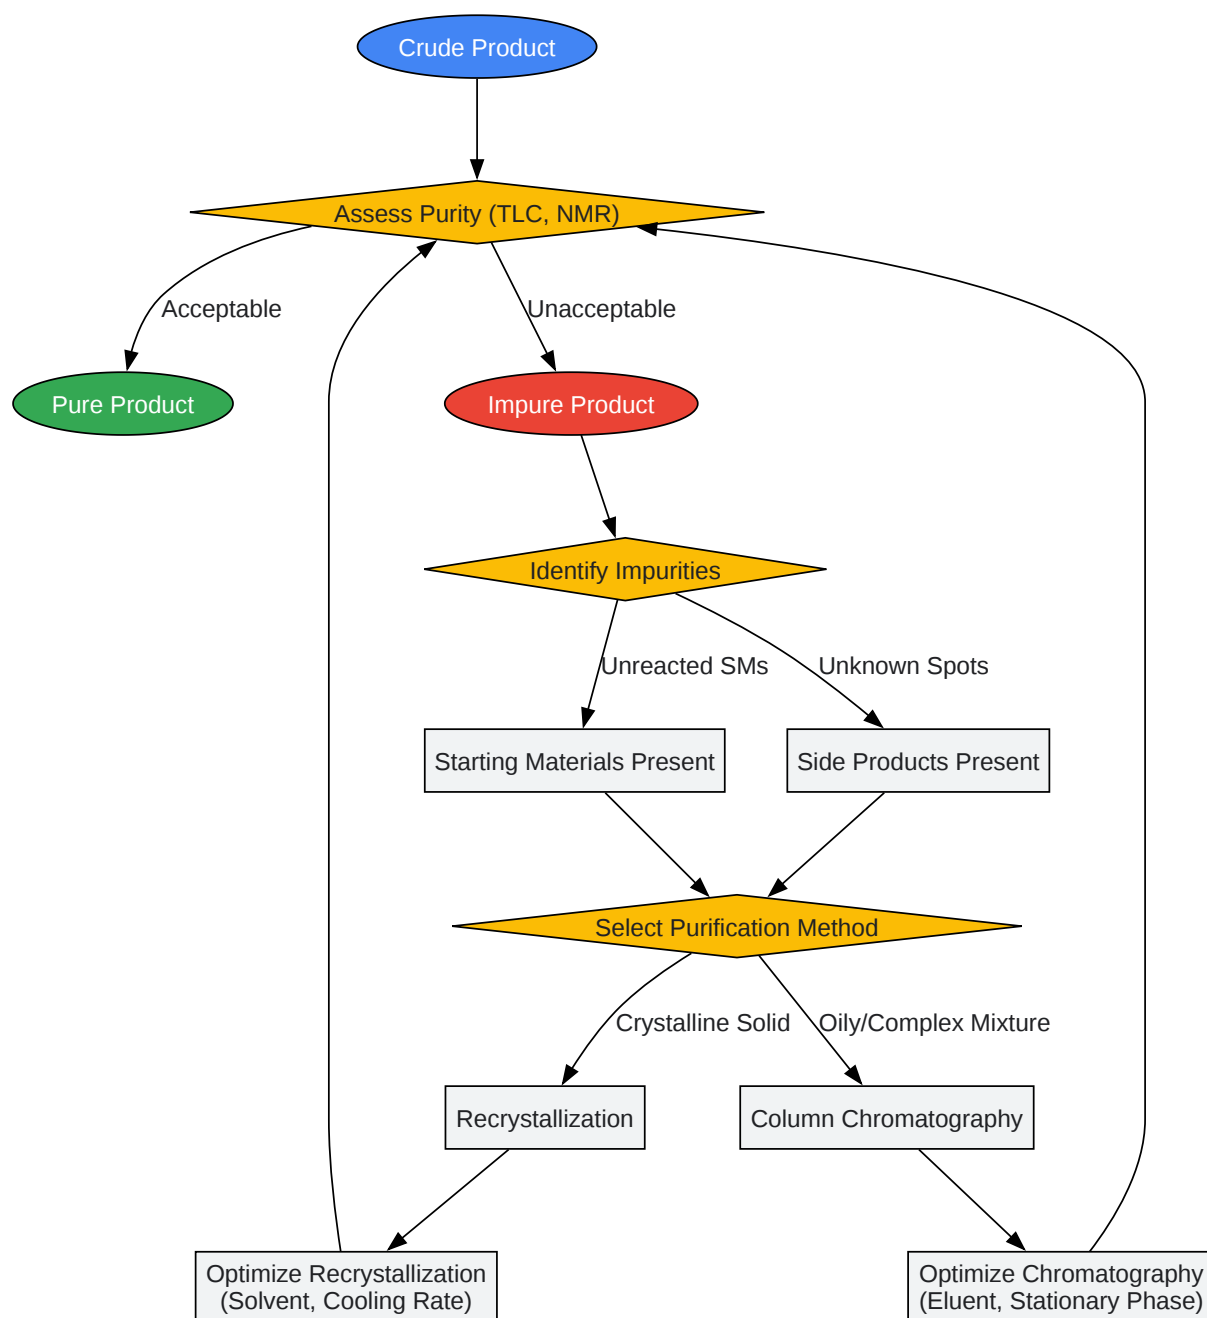 Crude Product
Assess Purity (TLC, NMR)
Acceptable
Unacceptable
Pure Product
Impure Product
Identify Impurities
Unreacted SMs
Unknown Spots
Starting Materials Present
Side Products Present
Select Purification Method
Crystalline Solid
Oily/Complex Mixture
Recrystallization
Column Chromatography
Optimize Recrystallization
(Solvent, Cooling Rate)
Optimize Chromatography
(Eluent, Stationary Phase)